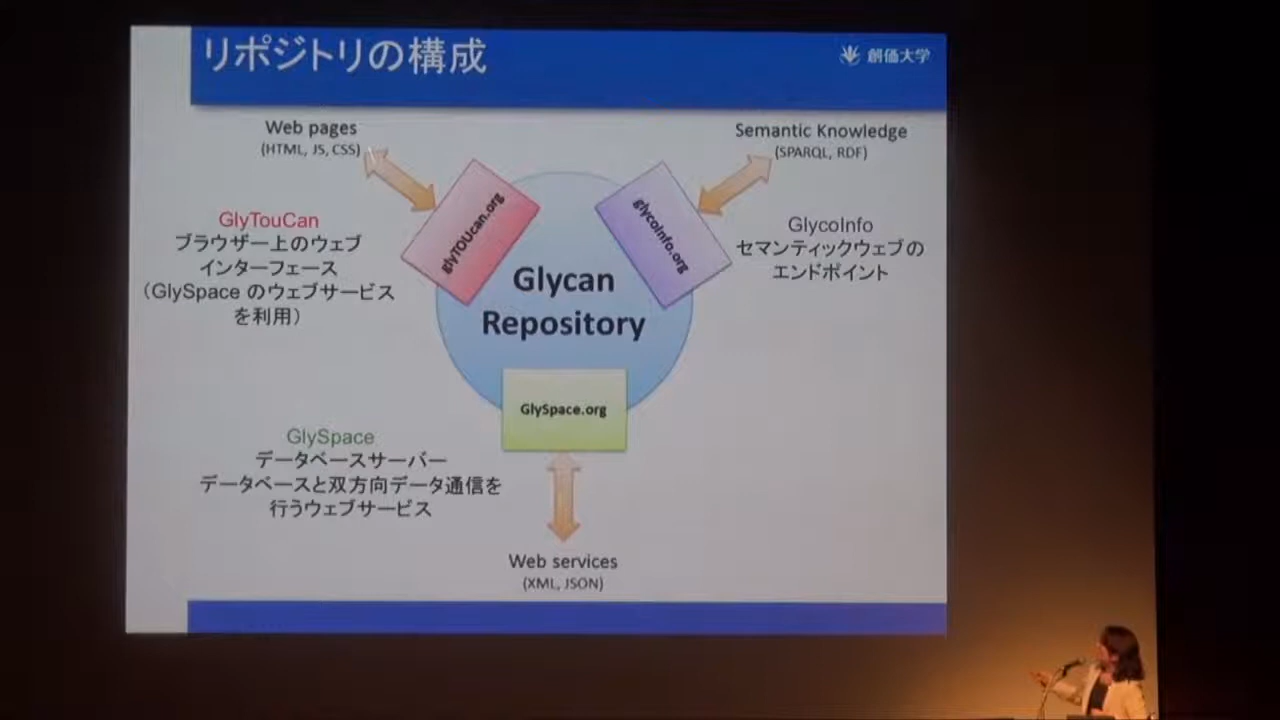 リポジトリの構成
創価大学
Web pages
(HTML, JS, CSS)
Semantic Knowledge
(SPARQL, RDF)
glyTOUcan.org
glycoInfo.org
GlyTouCan
ブラウザー上のウェブ
インターフェース
（GlySpace のウェブサービス
を利用）
GlycoInfo
セマンティックウェブの
エンドポイント
Glycan
Repository
GlySpace.org
GlySpace
データベースサーバー
データベースと双方向データ通信を
行うウェブサービス
Web services
(XML, JSON)